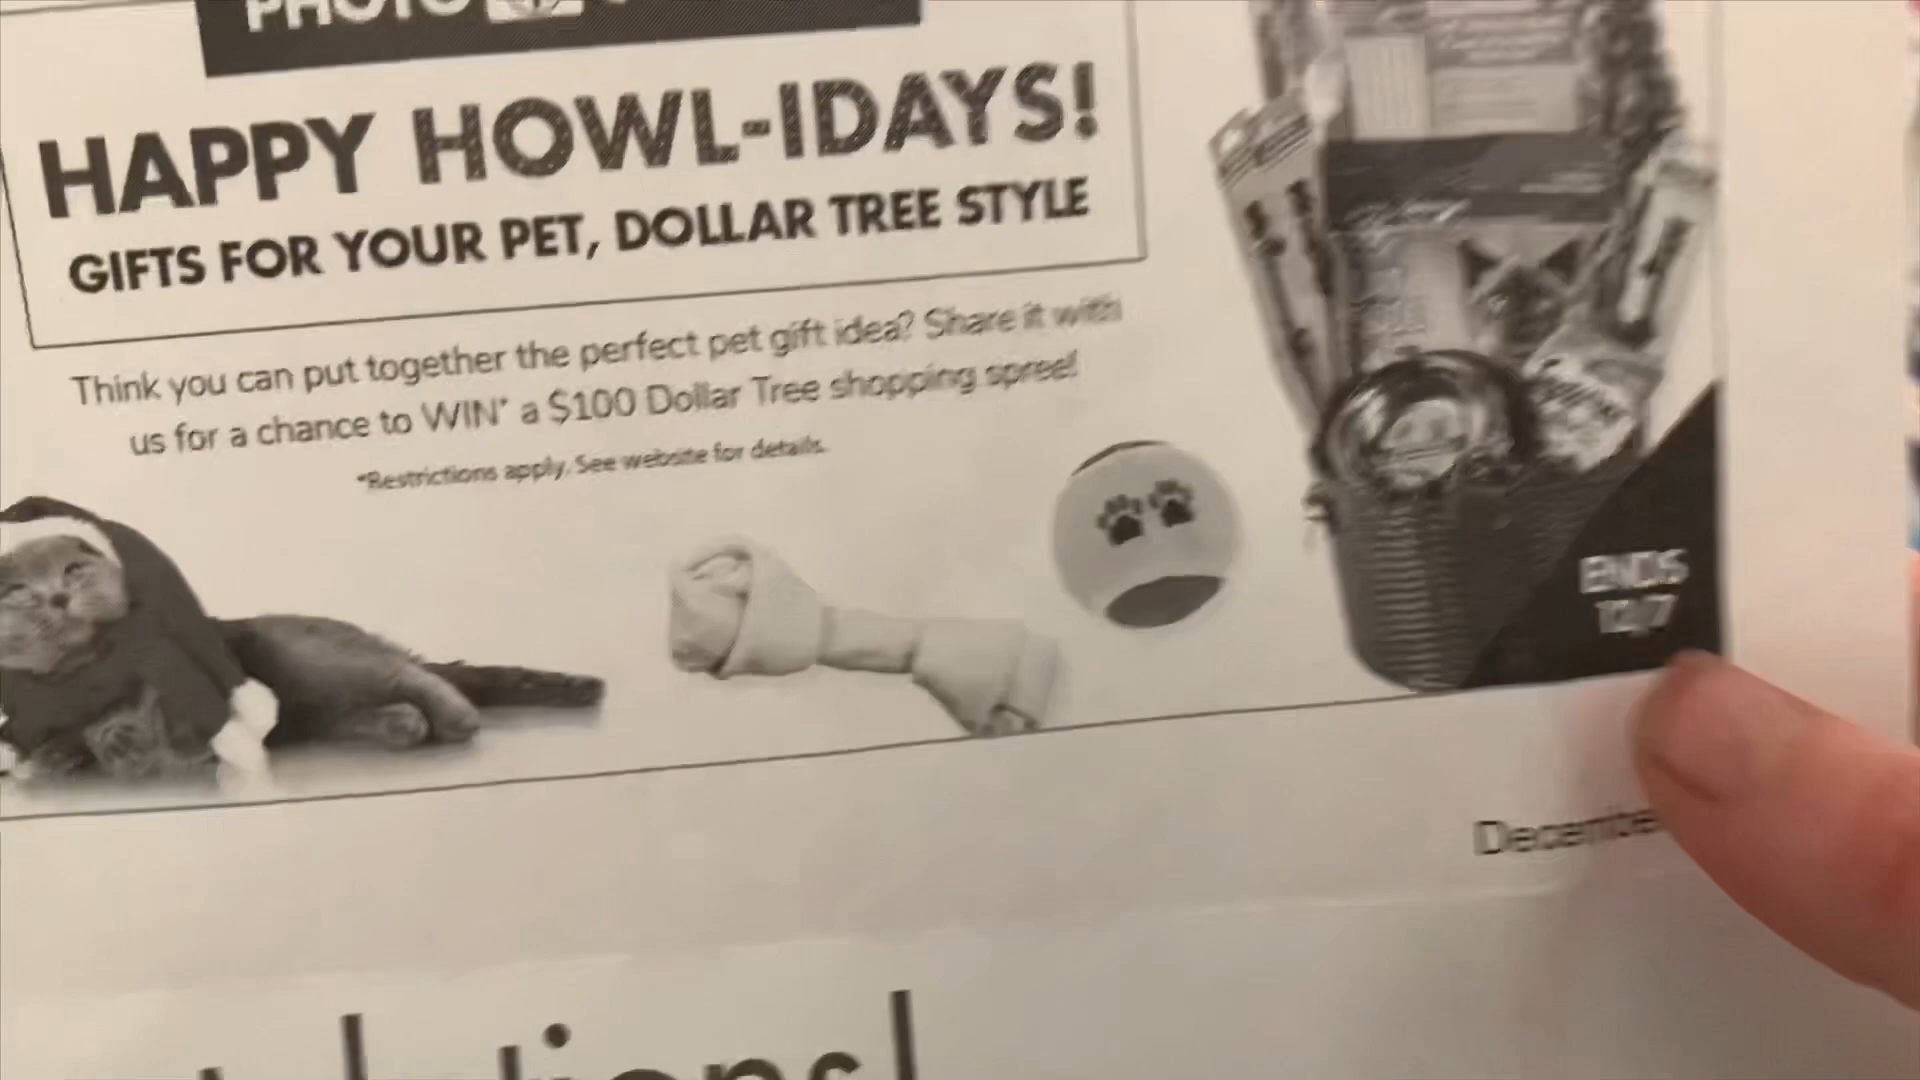 PHOTO
HAPPY HOWL-IDAYS!
GIFTS FOR YOUR PET, DOLLAR TREE STYLE
Think you can put together the perfect pet gift idea? Share it with
us for a chance to WIN* a $100 Dollar Tree shopping spree!
*Restrictions apply. See website for details.
ENDS
12/7
December